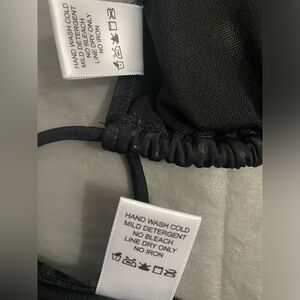 HAND WASH COLD
MILD DETERGENT
NO BLEACH
LINE DRY ONLY
NO IRON
HAND WASH COLD
MILD DETERGENT
NO BLEACH
LINE DRY ONLY
NO IRON